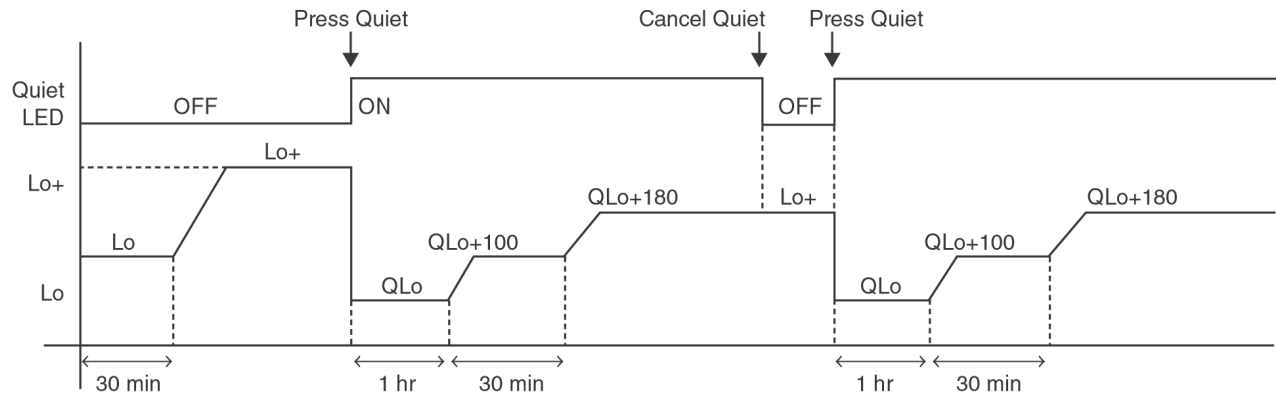 Press Quiet
Cancel Quiet
Press Quiet
Quiet
LED
OFF
ON
OFF
Lo+
Lo+
Lo+
QLo+180
QLo+180
Lo
QLo+100
QLo+100
Lo
QLo
QLo
30 min
1 hr
30 min
1 hr
30 min